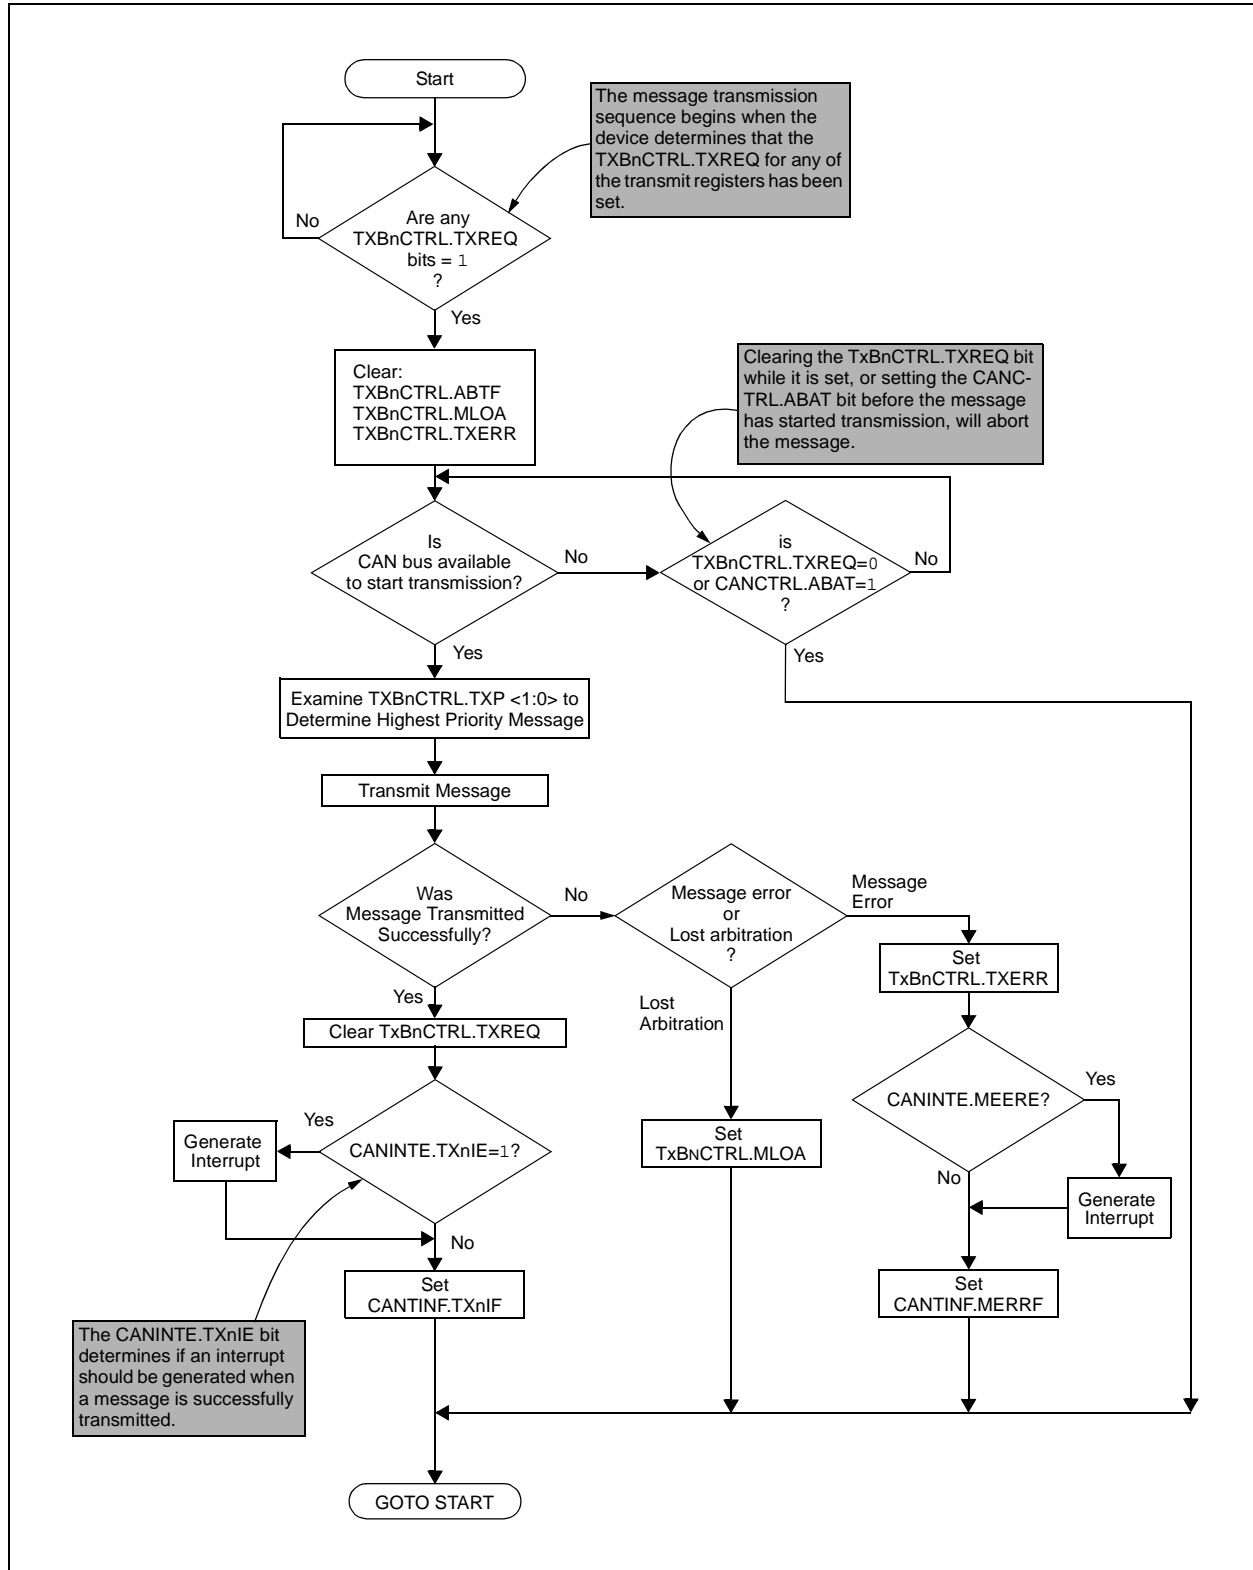 Start
The message transmission
sequence begins when the
device determines that the
TXBnCTRL.TXREQ for any of
the transmit registers has been
set.
No
Are any
TXBnCTRL.TXREQ
bits = 1
?
Yes
Clear:
TXBnCTRL.ABTF
TXBnCTRL.MLOA
TXBnCTRL.TXERR
Clearing the TxBnCTRL.TXREQ bit
while it is set, or setting the CANC-
TRL.ABAT bit before the message
has started transmission, will abort
the message.
Is
CAN bus available
to start transmission?
No
is
TXBnCTRL.TXREQ=0
or CANCTRL.ABAT=1
?
No
Yes
Yes
Examine TXBnCTRL.TXP <1:0> to
Determine Highest Priority Message
Transmit Message
Was
Message Transmitted
Successfully?
No
Message error
or
Lost arbitration
?
Message
Error
Set
TxBnCTRL.TXERR
Yes
Lost
Arbitration
Clear TxBnCTRL.TXREQ
CANINTE.MEERE?
Yes
Yes
Generate
Interrupt
CANINTE.TXnIE=1?
Set
TxBNCTRL.MLOA
No
Generate
Interrupt
No
Set
CANTINF.TXnIF
Set
CANTINF.MERRF
The CANINTE.TXnIE bit
determines if an interrupt
should be generated when
a message is successfully
transmitted.
GOTO START